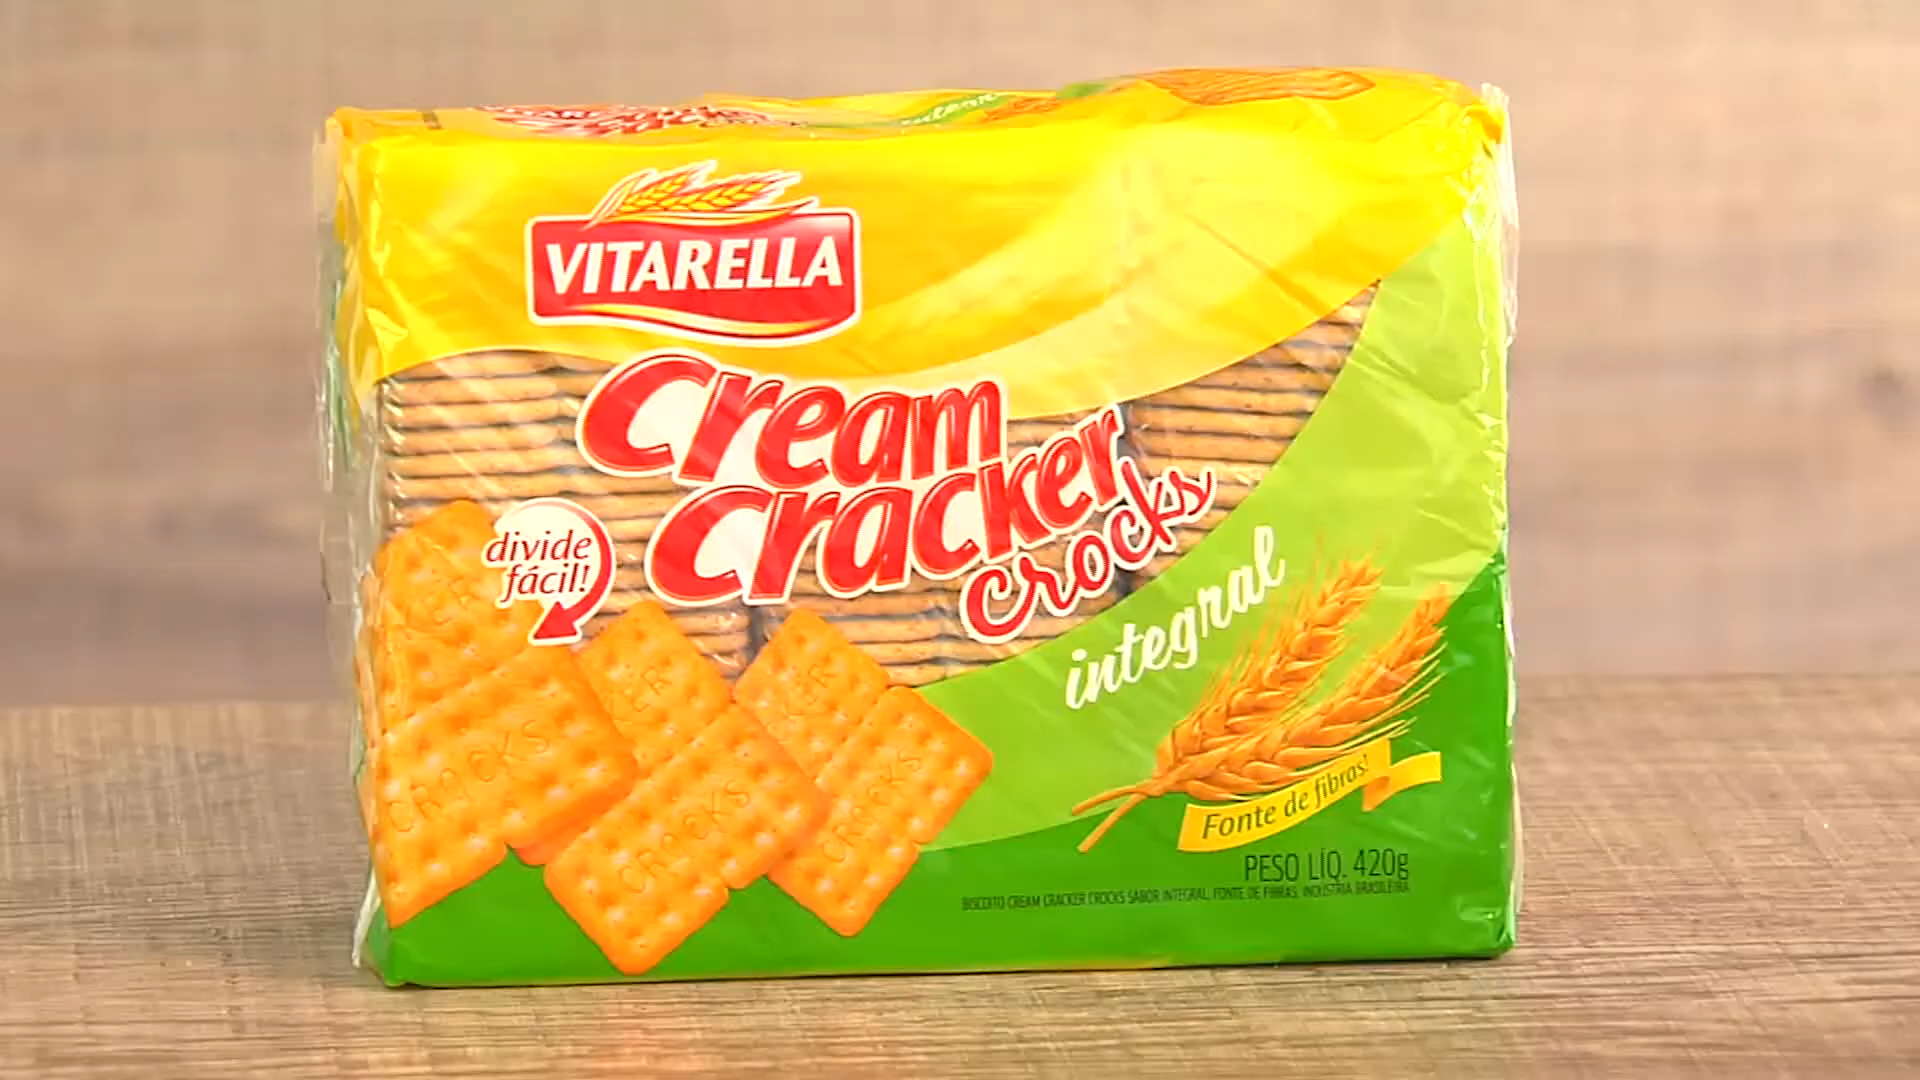 VITARELLA
Cream
Cracker
crocks
divide
fácil!
integral
CROCKS
CROCKS
CROCKS
Fonte de fibras!
PESO LÍQ. 420g
BISCOITO CREAM CRACKER CROCKS SABOR INTEGRAL, FONTE DE FIBRAS. INDÚSTRIA BRASILEIRA